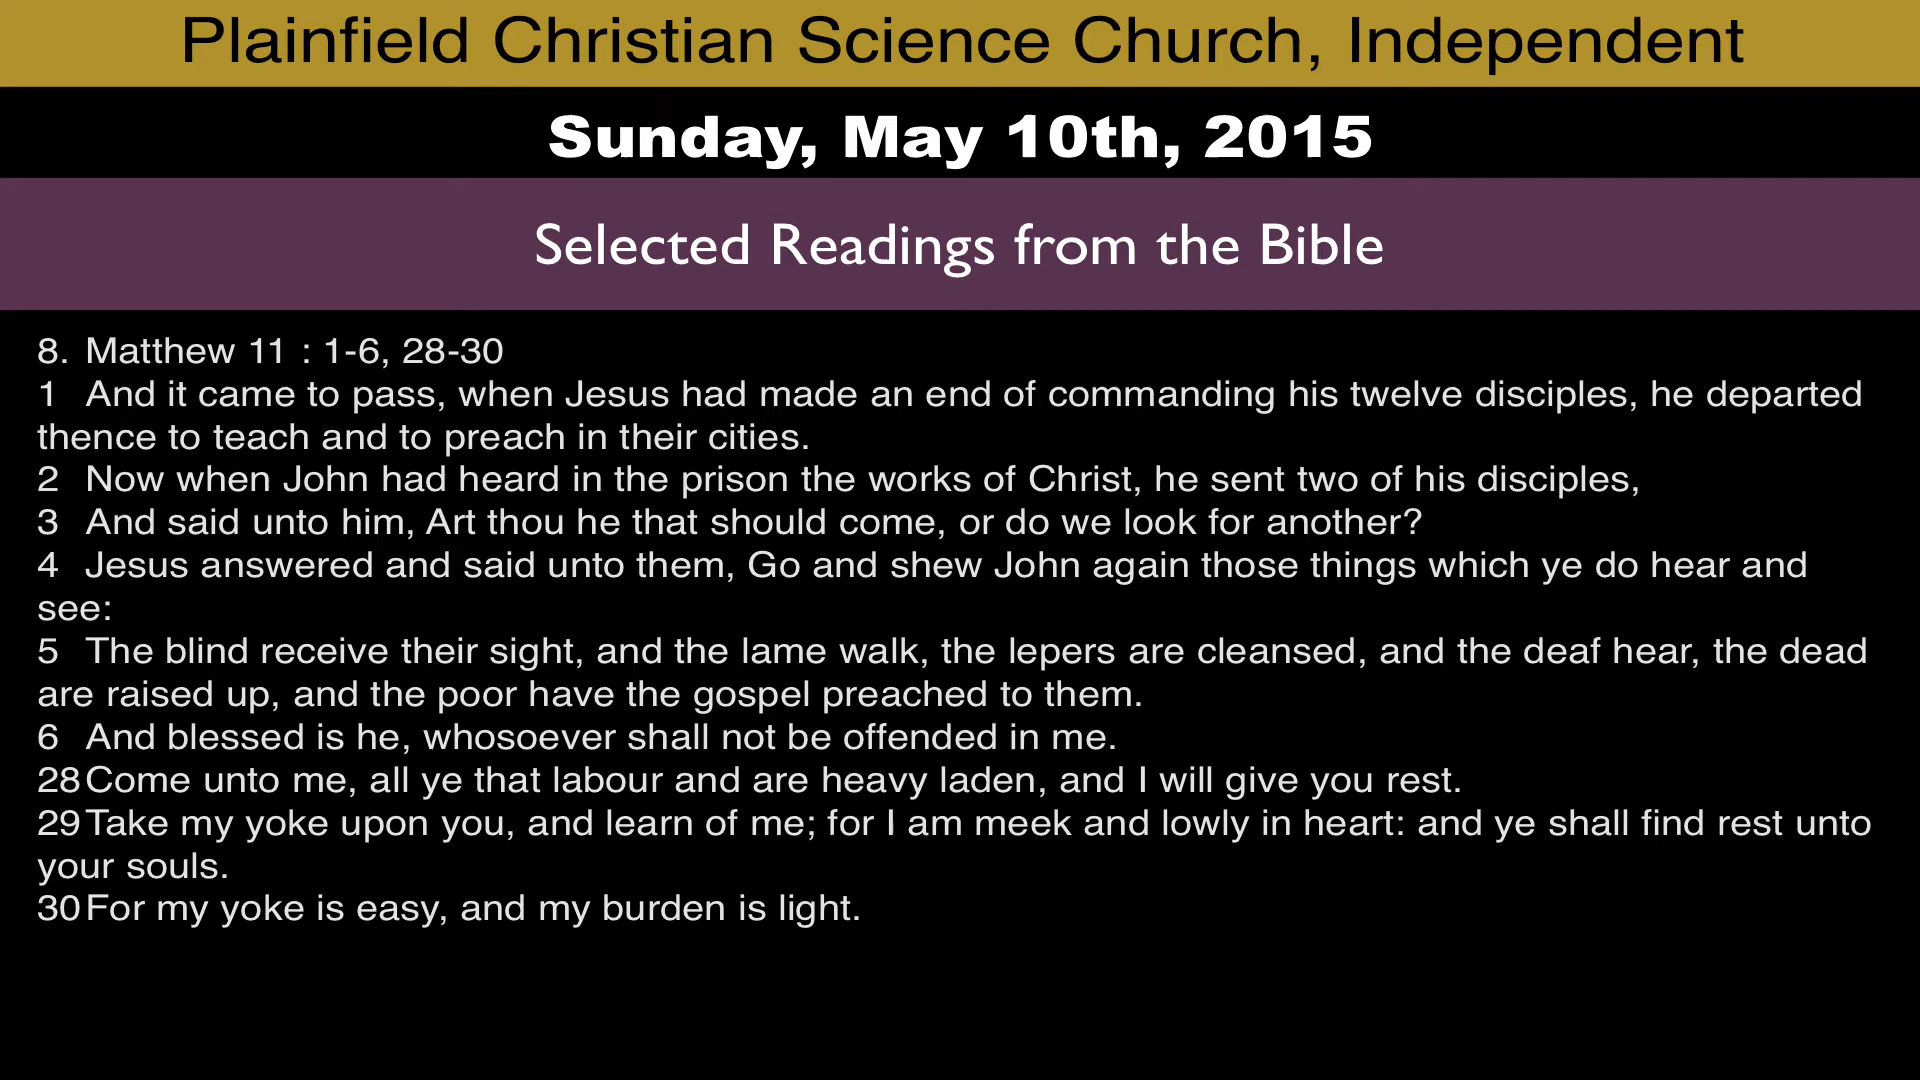 Plainfield Christian Science Church, Independent
Sunday, May 10th, 2015
Selected Readings from the Bible
8. Matthew 11 : 1-6, 28-30
1 And it came to pass, when Jesus had made an end of commanding his twelve disciples, he departed
thence to teach and to preach in their cities.
2 Now when John had heard in the prison the works of Christ, he sent two of his disciples,
3 And said unto him, Art thou he that should come, or do we look for another?
4 Jesus answered and said unto them, Go and shew John again those things which ye do hear and
see:
5 The blind receive their sight, and the lame walk, the lepers are cleansed, and the deaf hear, the dead
are raised up, and the poor have the gospel preached to them.
6 And blessed is he, whosoever shall not be offended in me.
28 Come unto me, all ye that labour and are heavy laden, and I will give you rest.
29 Take my yoke upon you, and learn of me; for I am meek and lowly in heart: and ye shall find rest unto
your souls.
30 For my yoke is easy, and my burden is light.